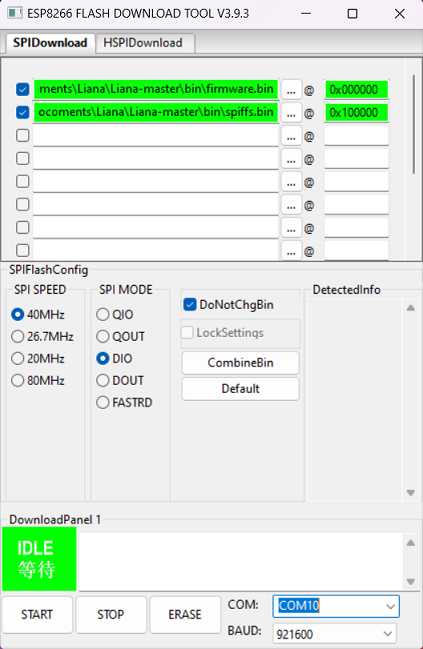 ESP8266 FLASH DOWNLOAD TOOL V3.9.3
SPIDownload HSPIDownload
ments\Liana\Liana-master\bin\firmware.bin ... @ 0x000000
ocoments\Liana\Liana-master\bin\spiffs.bin ... @ 0x100000
... @
... @
... @
... @
... @
... @
SPIFlashConfig
SPI SPEED
40MHz
26.7MHz
20MHz
80MHz
SPI MODE
QIO
QOUT
DIO
DOUT
FASTRD
DoNotChgBin
LockSettings
CombineBin
Default
DetectedInfo
DownloadPanel 1
IDLE
等待
START STOP ERASE
COM: COM10
BAUD: 921600